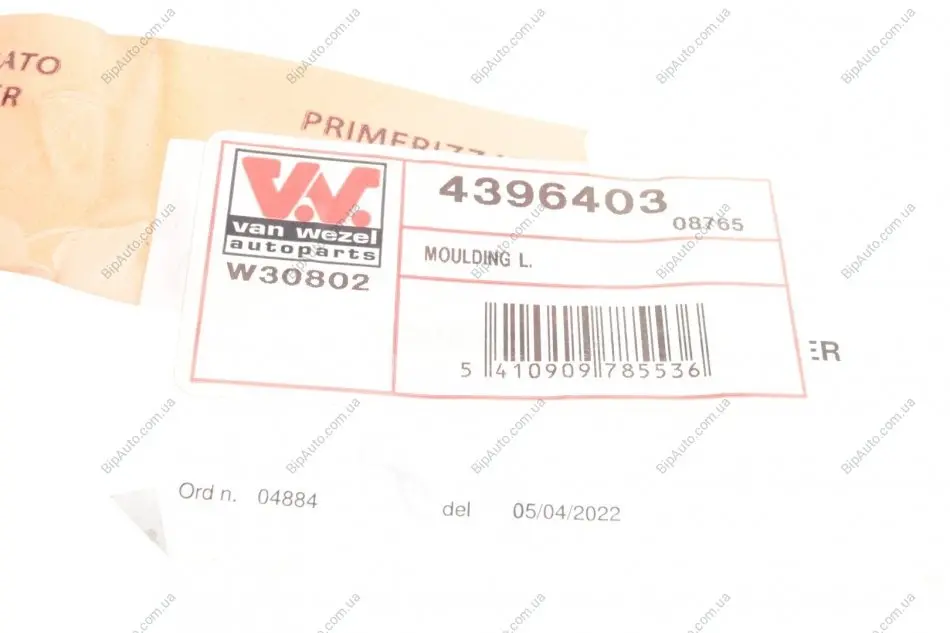 PRIMERIZZ
4396403
08765
van wezel
autoparts
W30802
MOULDING L.
5 410909 785536
Ord n. 04884 del 05/04/2022
BipAuto.com.ua